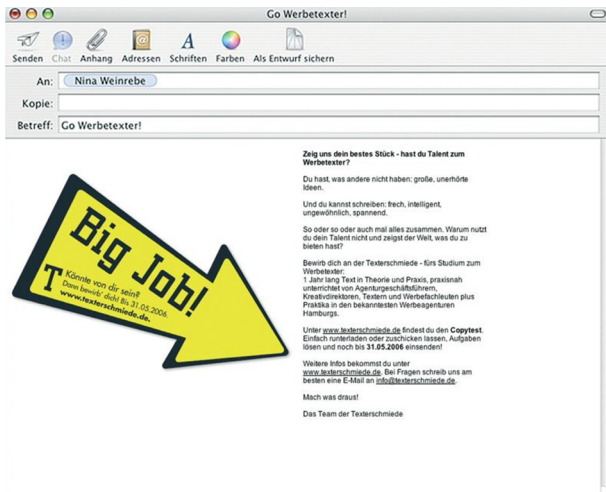 Go Werbetexter!
Senden Chat Anhang Adressen Schriften Farben Als Entwurf sichern
An: Nina Weinrebe
Kopie:
Betreff: Go Werbetexter!
Big Job!
Könnte von dir sein?
Dann bewirb' dich! Bis 31.05.2006.
www.texterschmiede.de.
Zeig uns dein bestes Stück - hast du Talent zum
Werbetexter?
Du hast, was andere nicht haben: große, unerhörte
Ideen.
Und du kannst schreiben: frech, intelligent,
ungewöhnlich, spannend.
So oder so oder auch mal alles zusammen. Warum nutzt
du dein Talent nicht und zeigst der Welt, was du zu
bieten hast?
Bewirb dich an der Texterschmiede - fürs Studium zum
Werbetexter:
1 Jahr lang Text in Theorie und Praxis, praxisnah
unterrichtet von Agenturgeschäftsführern,
Kreativdirektoren, Textern und Werbefachleuten plus
Praktika in den bekanntesten Werbeagenturen
Hamburgs.
Unter www.texterschmiede.de findest du den Copytest.
Einfach runterladen oder zuschicken lassen, Aufgaben
lösen und noch bis 31.05.2006 einsenden!
Weitere Infos bekommst du unter
www.texterschmiede.de. Bei Fragen schreib uns am
besten eine E-Mail an info@texterschmiede.de.
Mach was draus!
Das Team der Texterschmiede